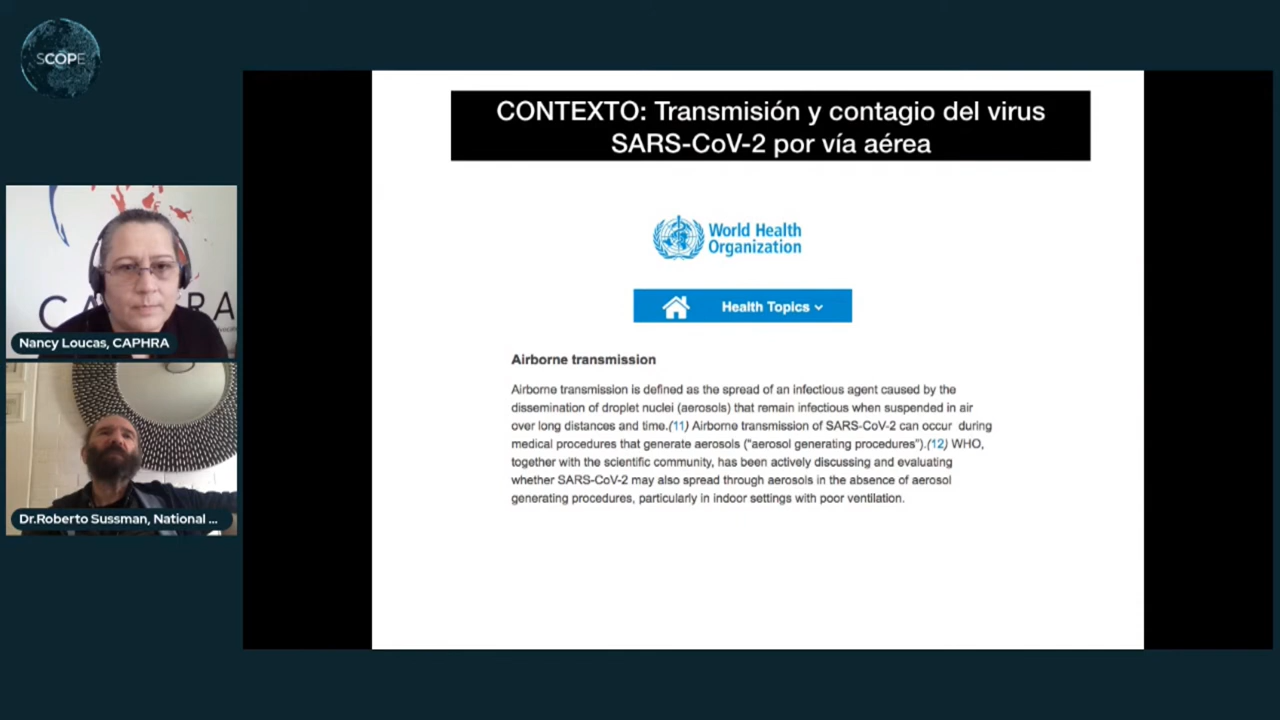 SCOPE
CONTEXTO: Transmisión y contagio del virus
SARS-CoV-2 por vía aérea
World Health
Organization
Health Topics
Airborne transmission
Airborne transmission is defined as the spread of an infectious agent caused by the
dissemination of droplet nuclei (aerosols) that remain infectious when suspended in air
over long distances and time.(11) Airborne transmission of SARS-CoV-2 can occur during
medical procedures that generate aerosols ("aerosol generating procedures").(12) WHO,
together with the scientific community, has been actively discussing and evaluating
whether SARS-CoV-2 may also spread through aerosols in the absence of aerosol
generating procedures, particularly in indoor settings with poor ventilation.
Nancy Loucas, CAPHRA
Dr.Roberto Sussman, National ...